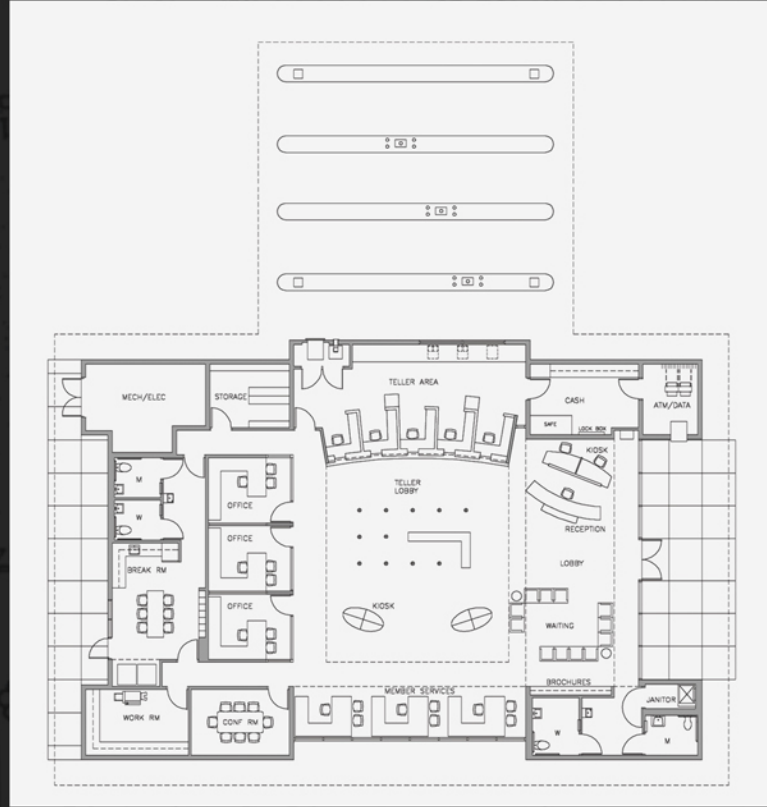 TELLER AREA
MECH/ELEC
STORAGE
CASH
ATM/DATA
SAFE
LOCK BOX
KIOSK
M
TELLER
LOBBY
OFFICE
W
RECEPTION
OFFICE
BREAK RM
LOBBY
OFFICE
KIOSK
WAITING
BROCHURES
MEMBER SERVICES
JANITOR
WORK RM
CONF RM
W
M